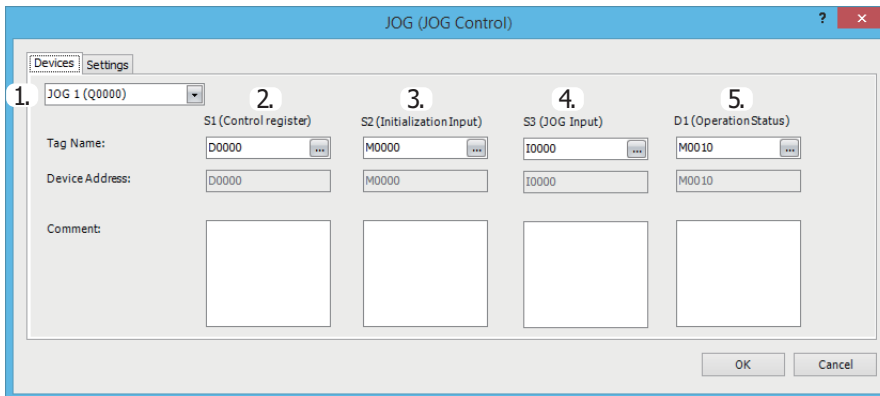 JOG (JOG Control)
? ×
Devices Settings
1. JOG 1 (Q0000) 2. 3. 4. 5.
S1 (Control register) S2 (Initialization Input) S3 (JOG Input) D1 (Operation Status)
Tag Name: D0000 ... M0000 ... I0000 ... M0010 ...
Device Address: D0000 M0000 I0000 M0010
Comment:
OK Cancel